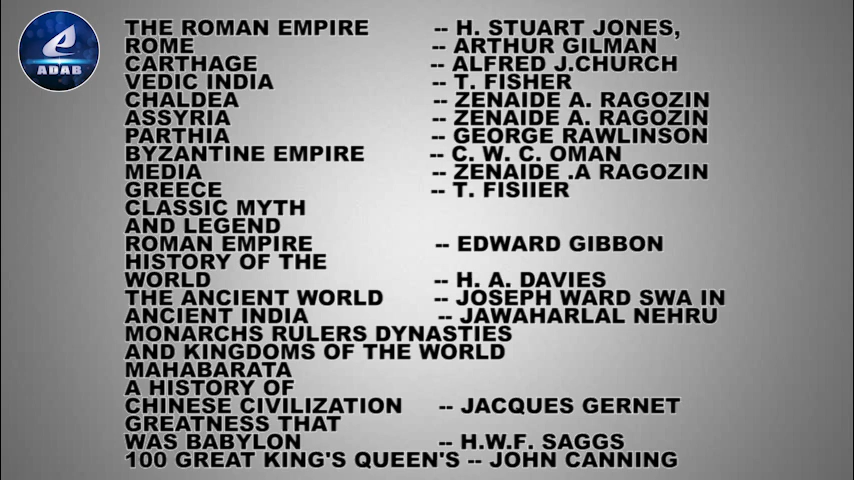 e
ADAB
THE ROMAN EMPIRE -- H. STUART JONES,
ROME -- ARTHUR GILMAN
CARTHAGE -- ALFRED J.CHURCH
VEDIC INDIA -- T. FISHER
CHALDEA -- ZENAIDE A. RAGOZIN
ASSYRIA -- ZENAIDE A. RAGOZIN
PARTHIA -- GEORGE RAWLINSON
BYZANTINE EMPIRE -- C. W. C. OMAN
MEDIA -- ZENAIDE .A RAGOZIN
GREECE -- T. FISIIER
CLASSIC MYTH
AND LEGEND
ROMAN EMPIRE -- EDWARD GIBBON
HISTORY OF THE
WORLD -- H. A. DAVIES
THE ANCIENT WORLD -- JOSEPH WARD SWA IN
ANCIENT INDIA -- JAWAHARLAL NEHRU
MONARCHS RULERS DYNASTIES
AND KINGDOMS OF THE WORLD
MAHABARATA
A HISTORY OF
CHINESE CIVILIZATION -- JACQUES GERNET
GREATNESS THAT
WAS BABYLON -- H.W.F. SAGGS
100 GREAT KING'S QUEEN'S -- JOHN CANNING